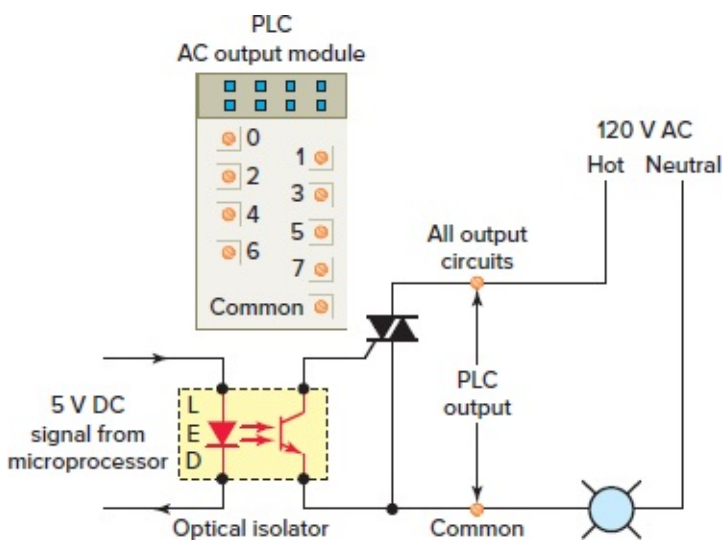 PLC
AC output module
0
1
2
3
4
5
6
7
Common
120 V AC
Hot Neutral
All output
circuits
PLC
output
5 V DC
signal from
microprocessor
L
E
D
Optical isolator
Common